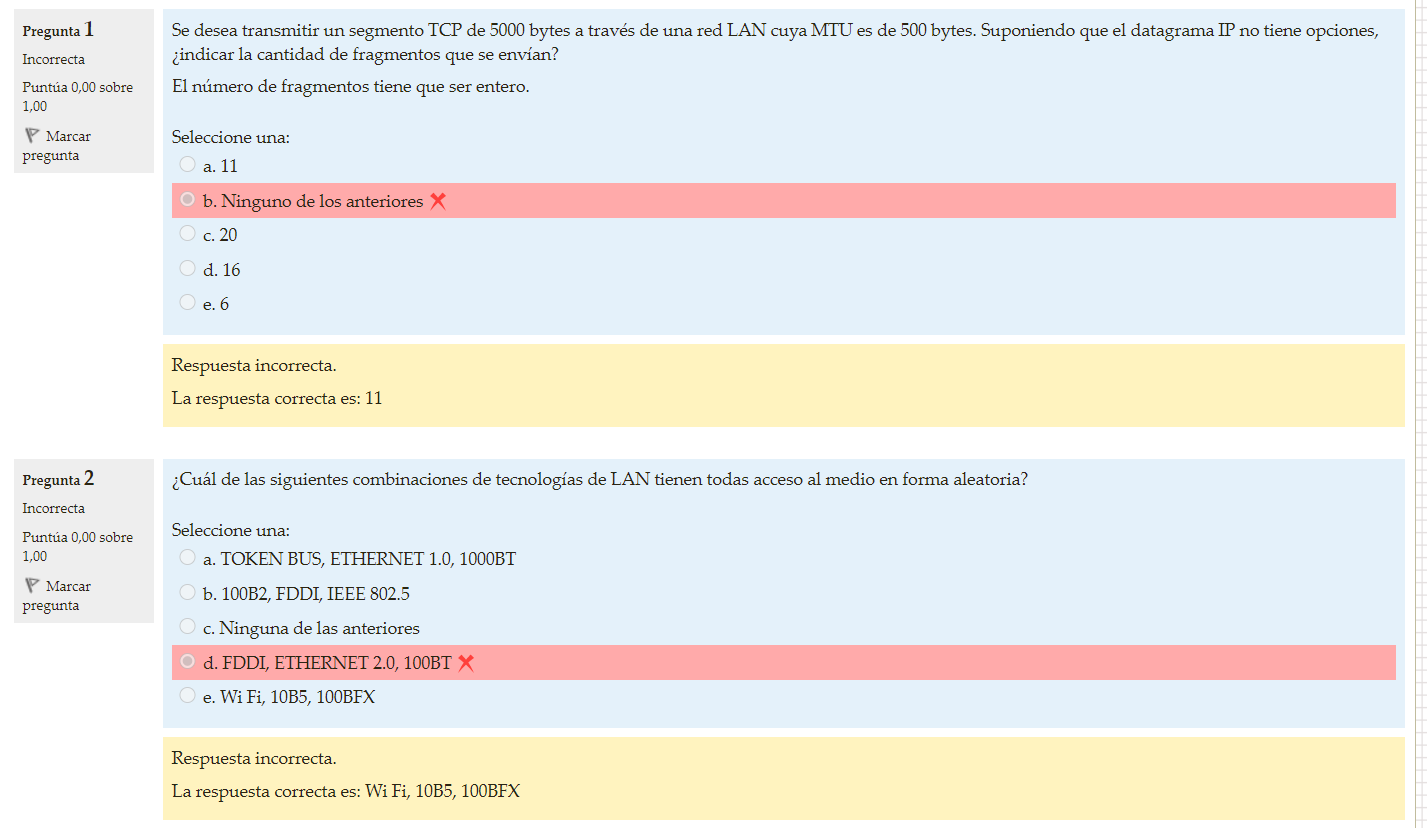 Pregunta 1
Incorrecta
Puntúa 0,00 sobre
1,00
Marcar
pregunta
Se desea transmitir un segmento TCP de 5000 bytes a través de una red LAN cuya MTU es de 500 bytes. Suponiendo que el datagrama IP no tiene opciones,
¿indicar la cantidad de fragmentos que se envían?
El número de fragmentos tiene que ser entero.
Seleccione una:
a. 11
b. Ninguno de los anteriores
c. 20
d. 16
e. 6
Respuesta incorrecta.
La respuesta correcta es: 11
Pregunta 2
Incorrecta
Puntúa 0,00 sobre
1,00
Marcar
pregunta
¿Cuál de las siguientes combinaciones de tecnologías de LAN tienen todas acceso al medio en forma aleatoria?
Seleccione una:
a. TOKEN BUS, ETHERNET 1.0, 1000BT
b. 100B2, FDDI, IEEE 802.5
c. Ninguna de las anteriores
d. FDDI, ETHERNET 2.0, 100BT
e. Wi Fi, 10B5, 100BFX
Respuesta incorrecta.
La respuesta correcta es: Wi Fi, 10B5, 100BFX